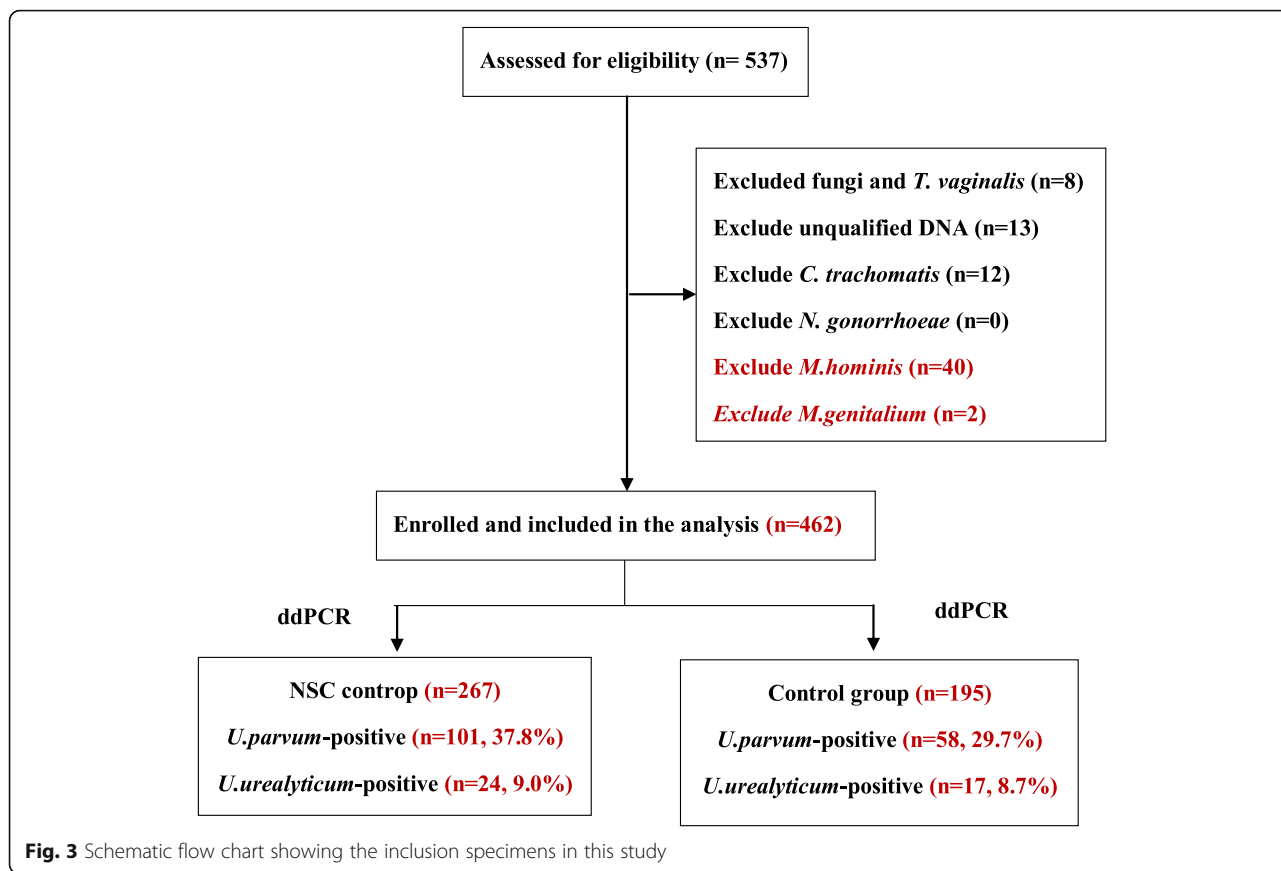 Assessed for eligibility (n= 537)
Excluded fungi and T. vaginalis (n=8)
Exclude unqualified DNA (n=13)
Exclude C. trachomatis (n=12)
Exclude N. gonorrhoeae (n=0)
Exclude M.hominis (n=40)
Exclude M.genitalium (n=2)
Enrolled and included in the analysis (n=462)
ddPCR
ddPCR
NSC controp (n=267)
U.parvum-positive (n=101, 37.8%)
U.urealyticum-positive (n=24, 9.0%)
Control group (n=195)
U.parvum-positive (n=58, 29.7%)
U.urealyticum-positive (n=17, 8.7%)
Fig. 3 Schematic flow chart showing the inclusion specimens in this study